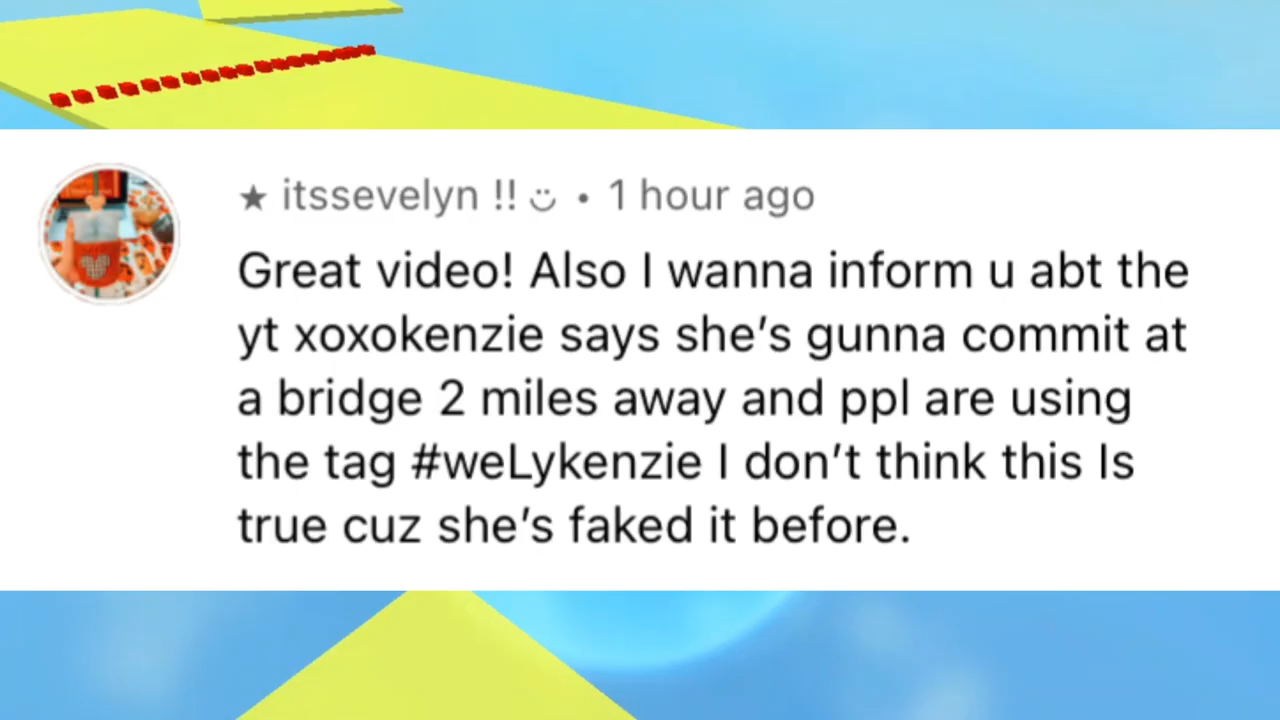 ★ itssevelyn !! ت • 1 hour ago
Great video! Also I wanna inform u abt the
yt xoxokenzie says she’s gunna commit at
a bridge 2 miles away and ppl are using
the tag #weLykenzie I don’t think this Is
true cuz she’s faked it before.